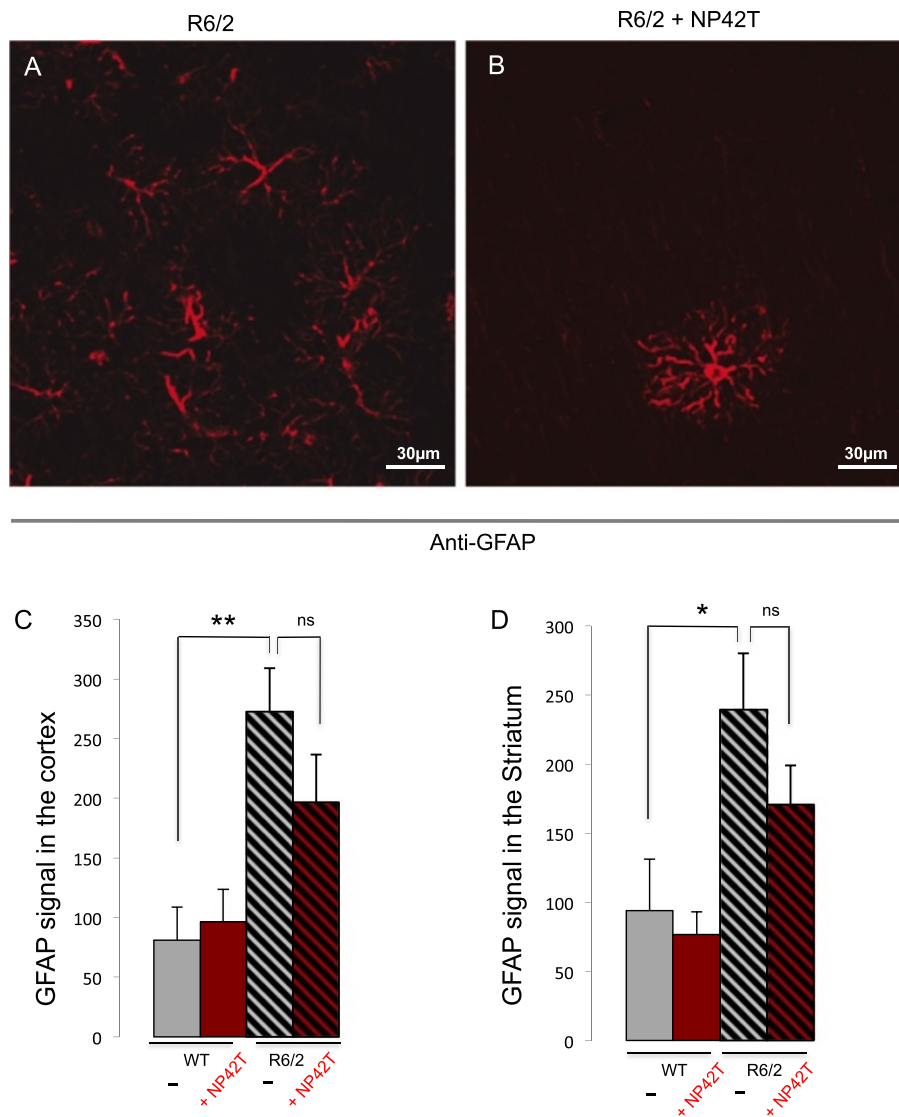 R6/2
R6/2 + NP42T
A
B
30µm
30µm
Anti-GFAP
C
GFAP signal in the cortex
350
300
250
200
150
100
50
0
**
ns
WT
R6/2
–
+ NP42T
–
+ NP42T
D
GFAP signal in the Striatum
300
250
200
150
100
50
0
*
ns
WT
R6/2
–
+ NP42T
–
+ NP42T